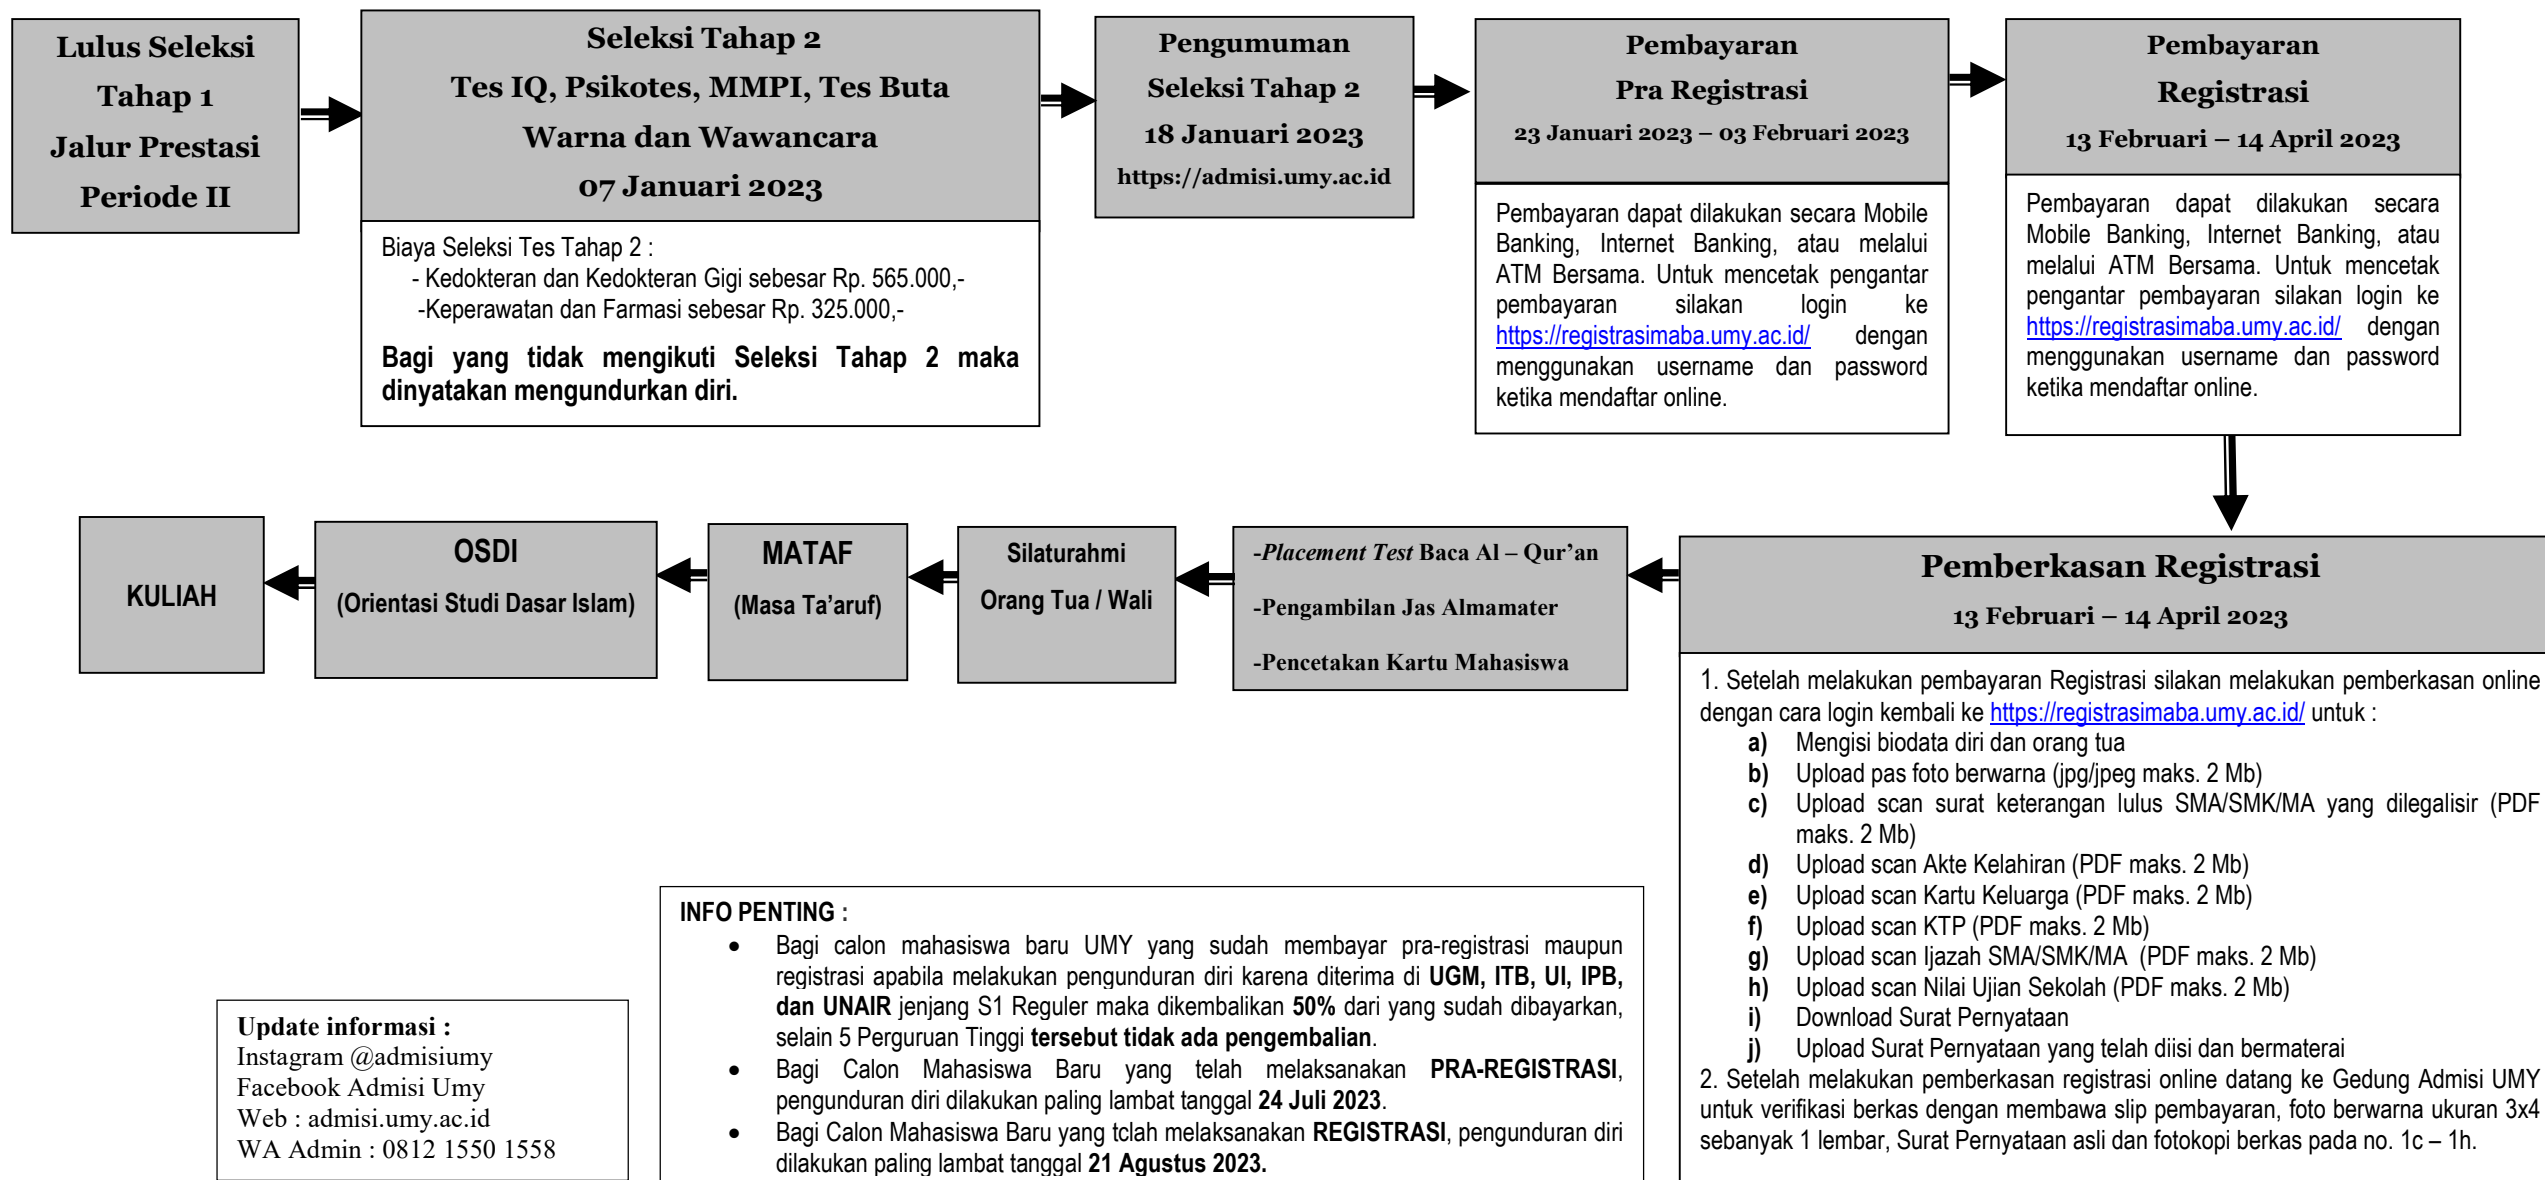 Lulus Seleksi
Tahap 1
Jalur Prestasi
Periode II
Seleksi Tahap 2
Tes IQ, Psikotes, MMPI, Tes Buta
Warna dan Wawancara
07 Januari 2023
Biaya Seleksi Tes Tahap 2 :
- Kedokteran dan Kedokteran Gigi sebesar Rp. 565.000,-
-Keperawatan dan Farmasi sebesar Rp. 325.000,-
Bagi yang tidak mengikuti Seleksi Tahap 2 maka
dinyatakan mengundurkan diri.
Pengumuman
Seleksi Tahap 2
18 Januari 2023
https://admisi.umy.ac.id
Pembayaran
Pra Registrasi
23 Januari 2023 – 03 Februari 2023
Pembayaran dapat dilakukan secara Mobile
Banking, Internet Banking, atau melalui
ATM Bersama. Untuk mencetak pengantar
pembayaran silakan login ke
https://registrasimaba.umy.ac.id/ dengan
menggunakan username dan password
ketika mendaftar online.
Pembayaran
Registrasi
13 Februari – 14 April 2023
Pembayaran dapat dilakukan secara
Mobile Banking, Internet Banking, atau
melalui ATM Bersama. Untuk mencetak
pengantar pembayaran silakan login ke
https://registrasimaba.umy.ac.id/ dengan
menggunakan username dan password
ketika mendaftar online.
Pemberkasan Registrasi
13 Februari – 14 April 2023
1. Setelah melakukan pembayaran Registrasi silakan melakukan pemberkasan online
dengan cara login kembali ke https://registrasimaba.umy.ac.id/ untuk :
a) Mengisi biodata diri dan orang tua
b) Upload pas foto berwarna (jpg/jpeg maks. 2 Mb)
c) Upload scan surat keterangan lulus SMA/SMK/MA yang dilegalisir (PDF
maks. 2 Mb)
d) Upload scan Akte Kelahiran (PDF maks. 2 Mb)
e) Upload scan Kartu Keluarga (PDF maks. 2 Mb)
f) Upload scan KTP (PDF maks. 2 Mb)
g) Upload scan Ijazah SMA/SMK/MA (PDF maks. 2 Mb)
h) Upload scan Nilai Ujian Sekolah (PDF maks. 2 Mb)
i) Download Surat Pernyataan
j) Upload Surat Pernyataan yang telah diisi dan bermaterai
2. Setelah melakukan pemberkasan registrasi online datang ke Gedung Admisi UMY
untuk verifikasi berkas dengan membawa slip pembayaran, foto berwarna ukuran 3x4
sebanyak 1 lembar, Surat Pernyataan asli dan fotokopi berkas pada no. 1c – 1h.
-Placement Test Baca Al – Qur’an
-Pengambilan Jas Almamater
-Pencetakan Kartu Mahasiswa
Silaturahmi
Orang Tua / Wali
MATAF
(Masa Ta’aruf)
OSDI
(Orientasi Studi Dasar Islam)
KULIAH
INFO PENTING :
• Bagi calon mahasiswa baru UMY yang sudah membayar pra-registrasi maupun
registrasi apabila melakukan pengunduran diri karena diterima di UGM, ITB, UI, IPB,
dan UNAIR jenjang S1 Reguler maka dikembalikan 50% dari yang sudah dibayarkan,
selain 5 Perguruan Tinggi tersebut tidak ada pengembalian.
• Bagi Calon Mahasiswa Baru yang telah melaksanakan PRA-REGISTRASI,
pengunduran diri dilakukan paling lambat tanggal 24 Juli 2023.
• Bagi Calon Mahasiswa Baru yang tclah melaksanakan REGISTRASI, pengunduran diri
dilakukan paling lambat tanggal 21 Agustus 2023.
Update informasi :
Instagram @admisiumy
Facebook Admisi Umy
Web : admisi.umy.ac.id
WA Admin : 0812 1550 1558